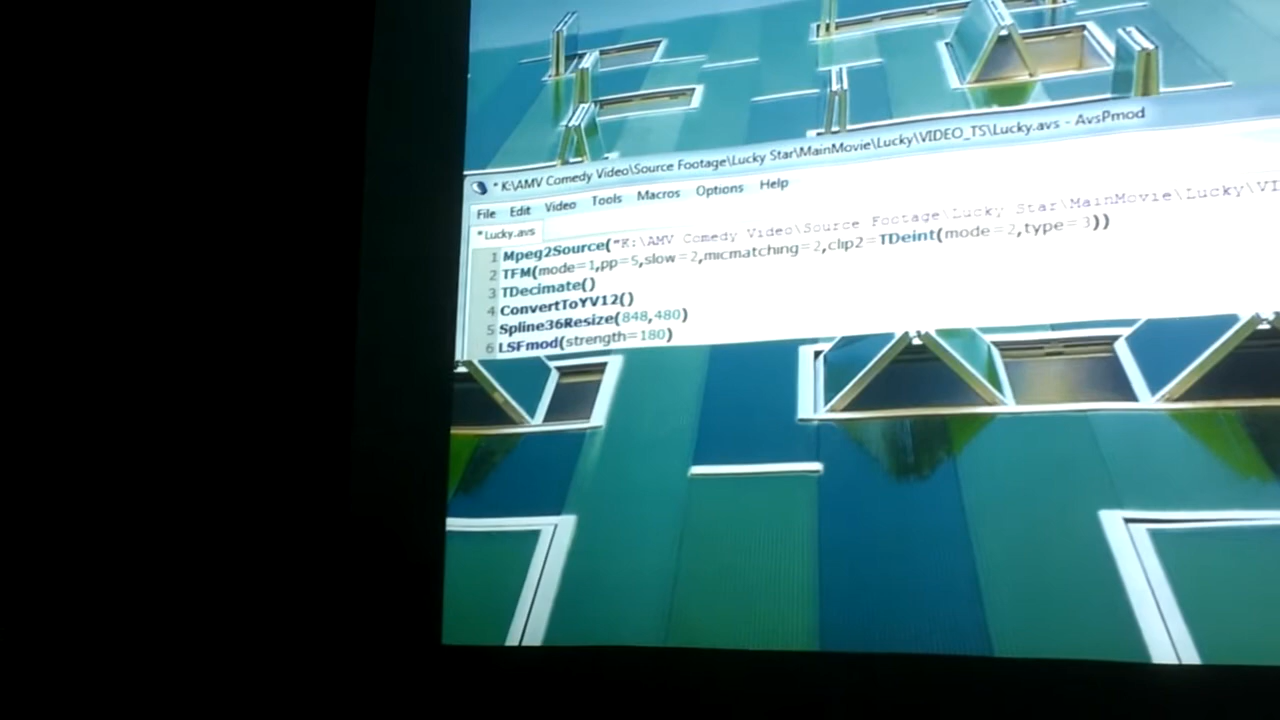 * K:\AMV Comedy Video\Source Footage\Lucky Star\MainMovie\Lucky\VIDEO_TS\Lucky.avs - AvsPmod
File Edit Video Tools Macros Options Help
*Lucky.avs
1 Mpeg2Source("K:\AMV Comedy Video\Source Footage\Lucky Star\MainMovie\Lucky\VI
2 TFM(mode=1,pp=5,slow=2,micmatching=2,clip2=TDeint(mode=2,type=3))
3 TDecimate()
4 ConvertToYV12()
5 Spline36Resize(848,480)
6 LSFmod(strength=180)